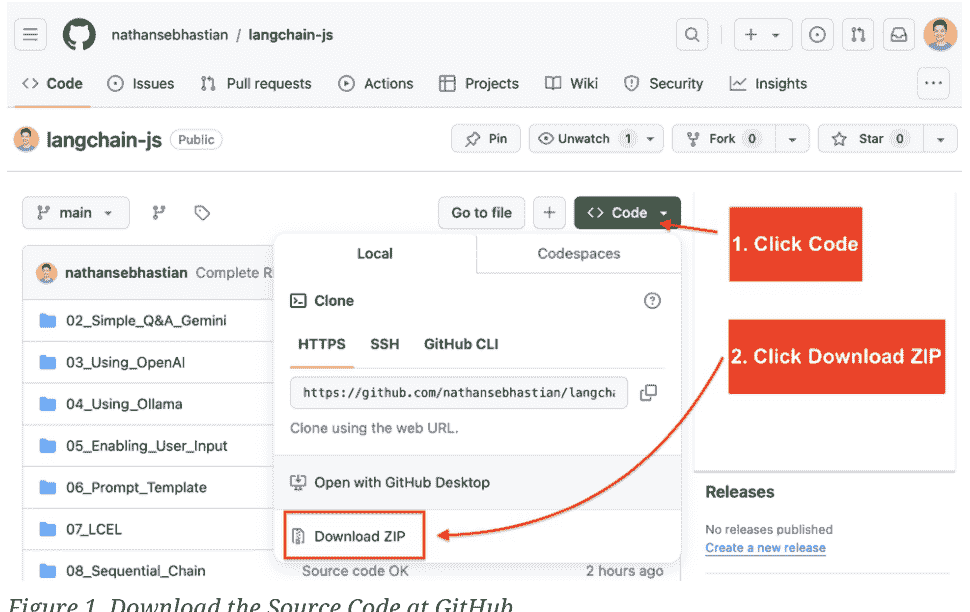 nathansebhastian / langchain-js
Code Issues Pull requests Actions Projects Wiki Security Insights
langchain-js Public Pin Unwatch 1 Fork 0 Star 0
main Go to file Code
1. Click Code
Local Codespaces
nathansebhastian Complete R
Clone
02_Simple_Q&A_Gemini
HTTPS SSH GitHub CLI
2. Click Download ZIP
03_Using_OpenAI
https://github.com/nathansebhastian/langcha
04_Using_Ollama
Clone using the web URL.
05_Enabling_User_Input
06_Prompt_Template
Open with GitHub Desktop
Releases
07_LCEL
Download ZIP
No releases published
Create a new release
08_Sequential_Chain Source code OK 2 hours ago
Figure 1. Download the Source Code at GitHub